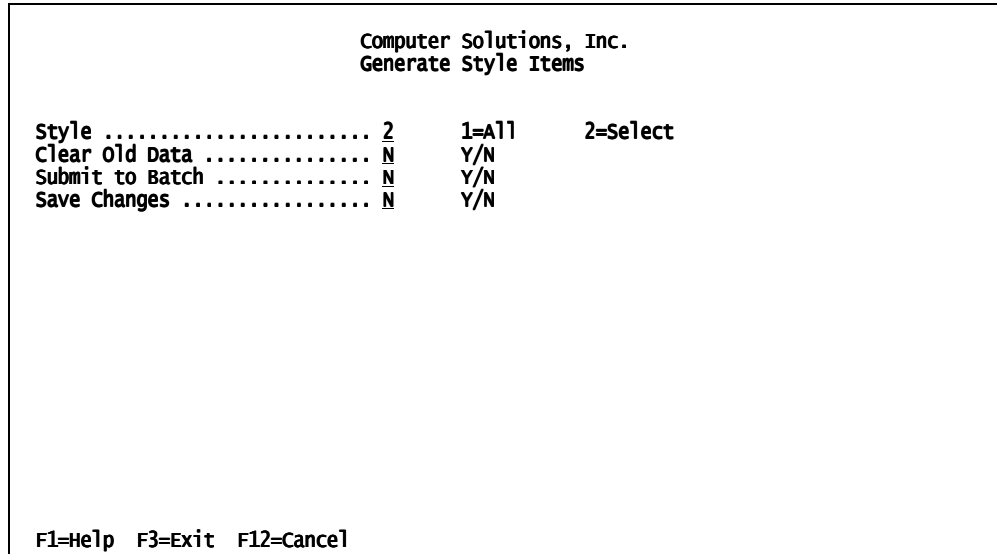 Computer Solutions, Inc.
Generate Style Items
Style ........................ 2 1=All 2=Select
Clear Old Data ............... N Y/N
Submit to Batch .............. N Y/N
Save Changes ................. N Y/N
F1=Help F3=Exit F12=Cancel